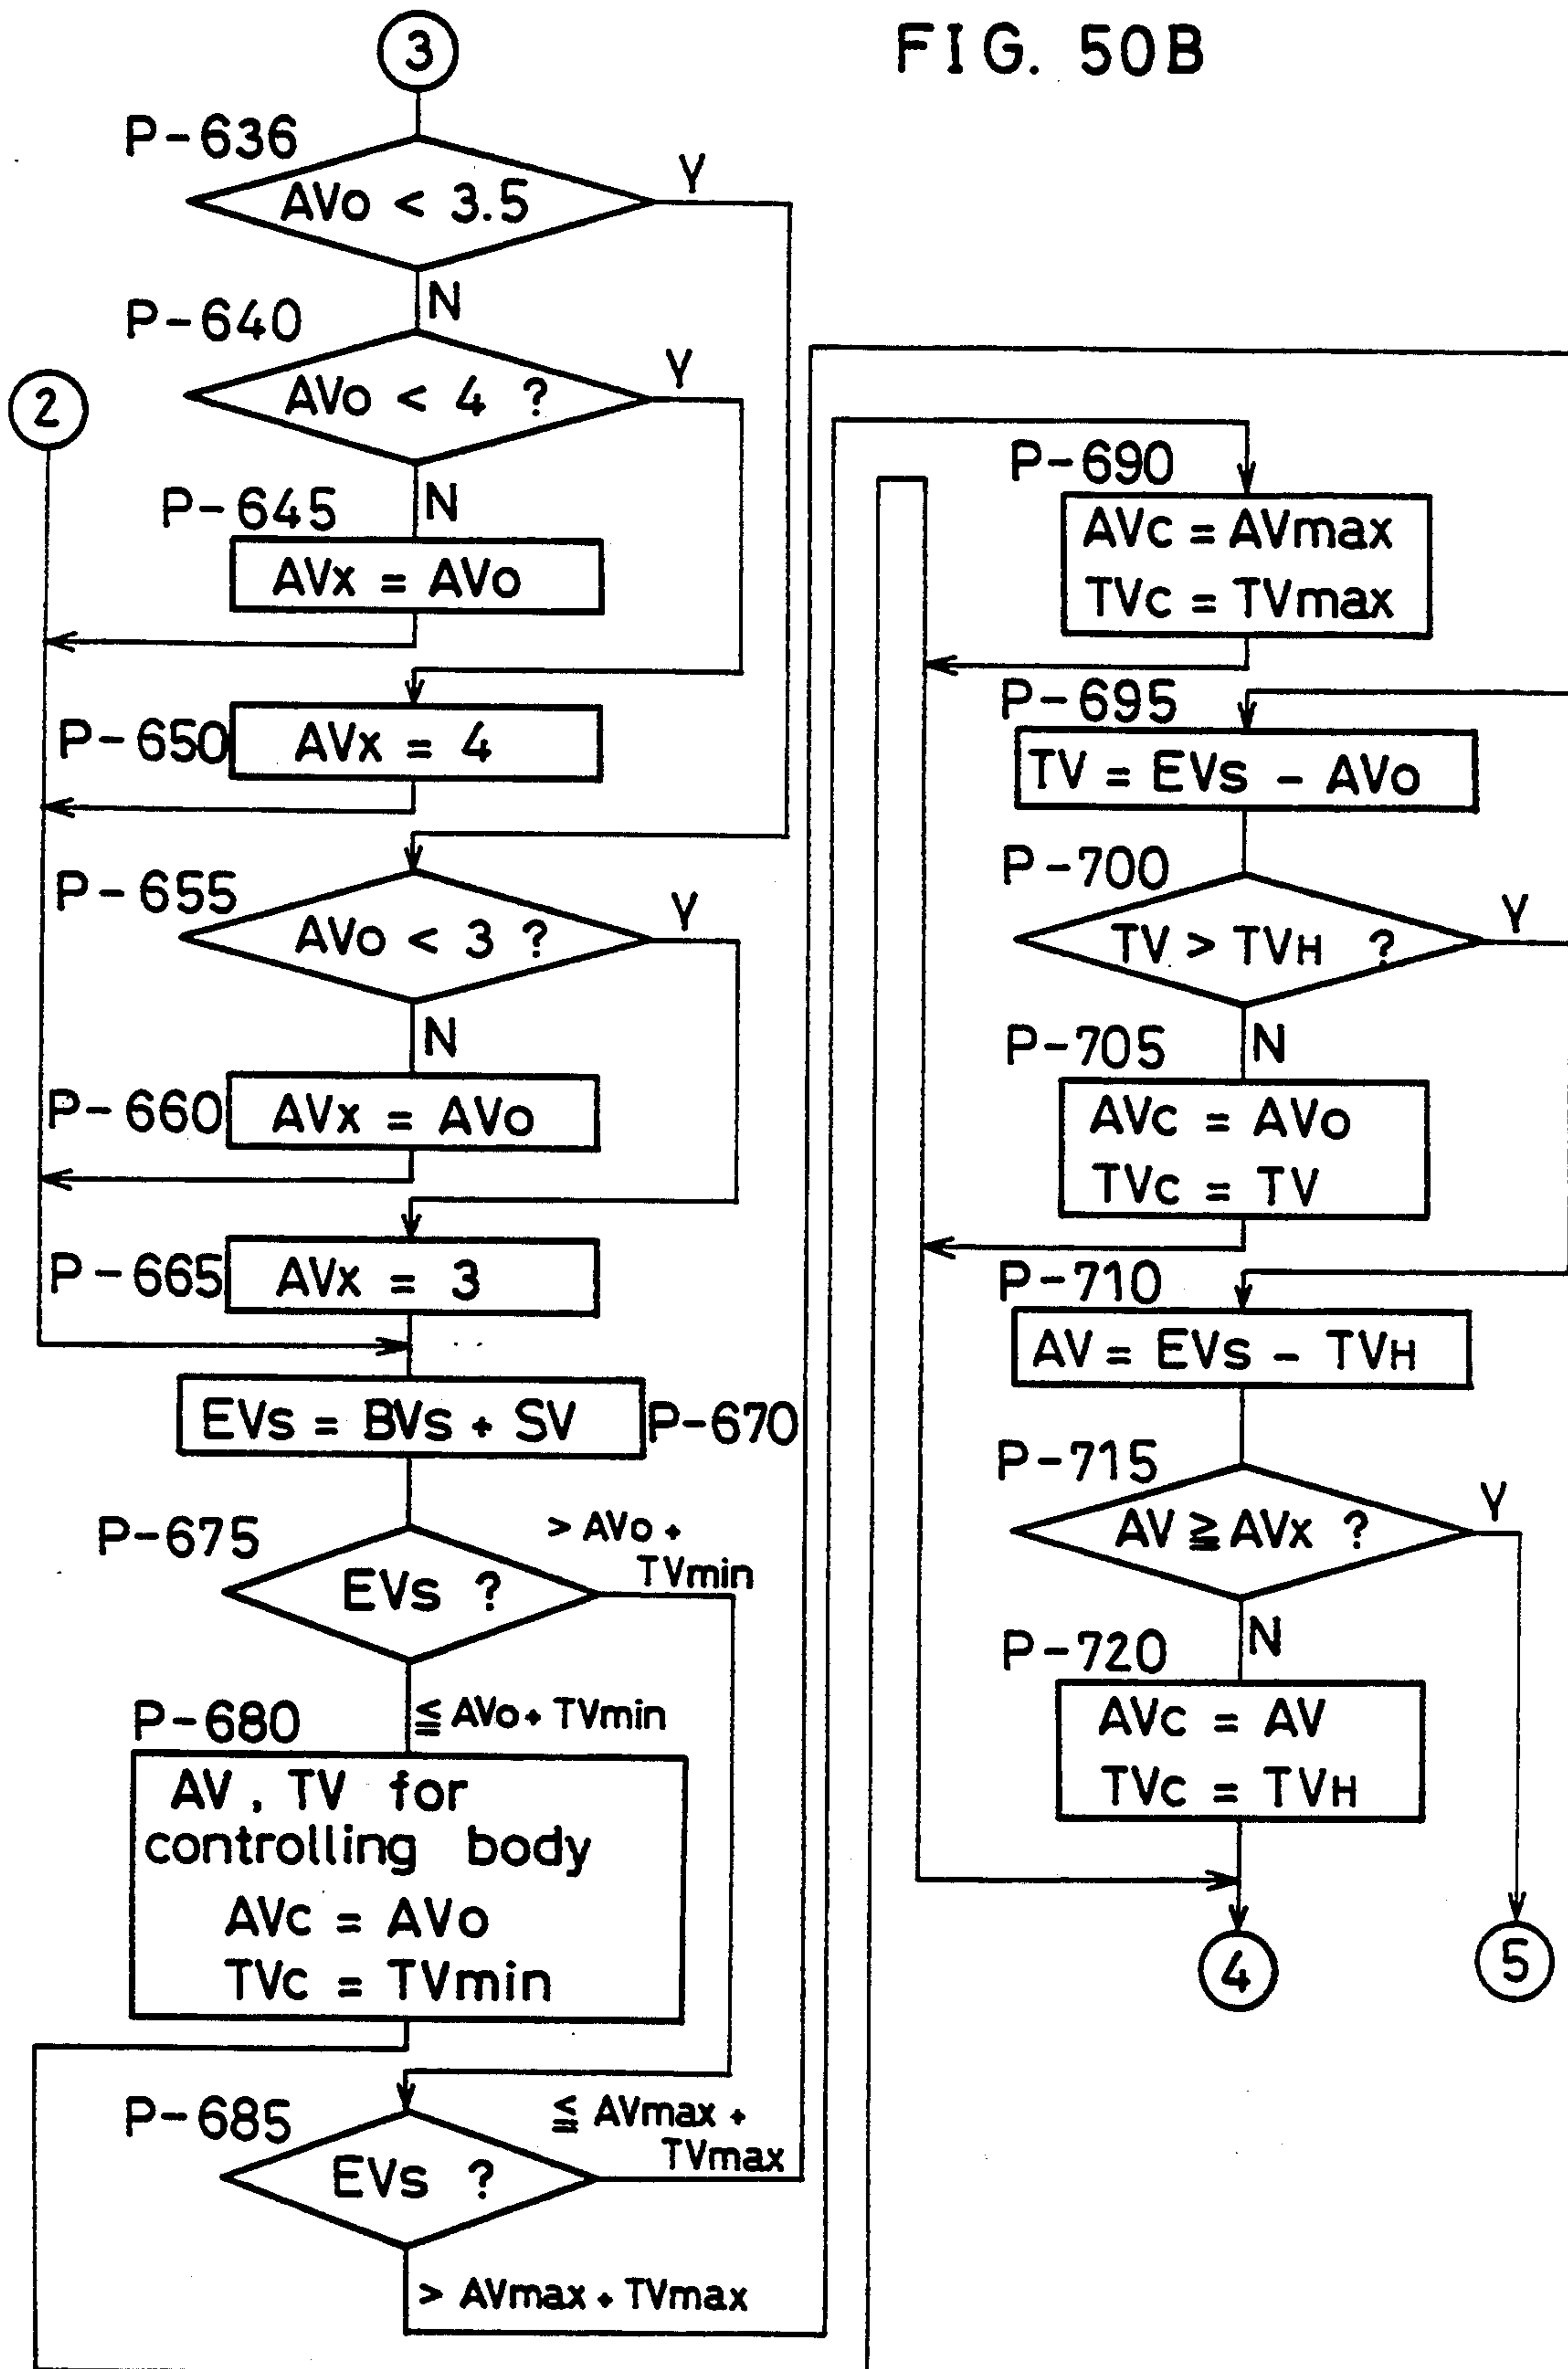 FIG. 50B
3
P-636
AVo < 3.5
Y
N
P-640
AVo < 4 ?
Y
2
N
P-645
AVx = AVo
P-650
AVx = 4
P-655
AVo < 3 ?
Y
N
P-660
AVx = AVo
P-665
AVx = 3
EVs = BVs + SV
P-670
P-675
EVs ?
> AVo +
TVmin
≦ AVo + TVmin
P-680
AV, TV for
controlling body
AVc = AVo
TVc = TVmin
P-685
EVs ?
≦ AVmax +
TVmax
> AVmax + TVmax
P-690
AVc = AVmax
TVc = TVmax
P-695
TV = EVs - AVo
P-700
TV > TVH ?
Y
N
P-705
AVc = AVo
TVc = TV
P-710
AV = EVs - TVH
P-715
AV ≧ AVx ?
Y
N
P-720
AVc = AV
TVc = TVH
4
5